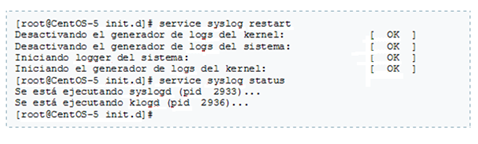 [root@CentOS-5 init.d]# service syslog restart
Desactivando el generador de logs del kernel: [ OK ]
Desactivando el generador de logs del sistema: [ OK ]
Iniciando logger del sistema: [ OK ]
Iniciando el generador de logs del kernel: [ OK ]
[root@CentOS-5 init.d]# service syslog status
Se está ejecutando syslogd (pid 2933)...
Se está ejecutando klogd (pid 2936)...
[root@CentOS-5 init.d]#